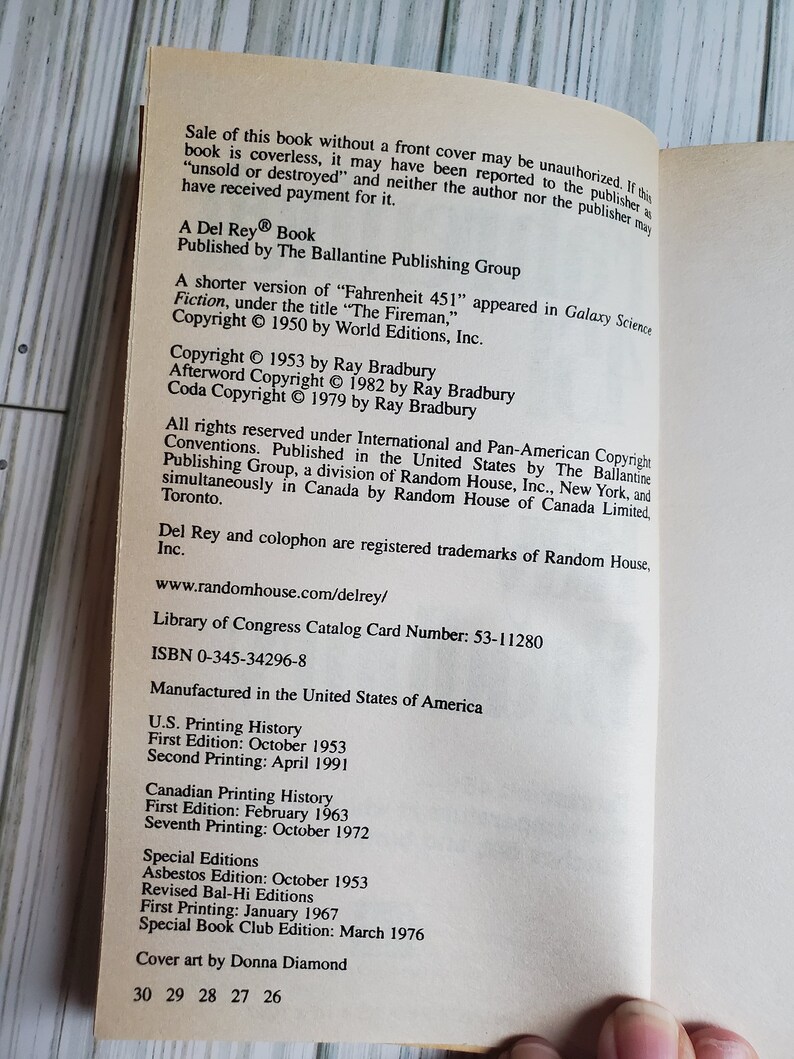 Sale of this book without a front cover may be unauthorized. If this
book is coverless, it may have been reported to the publisher as
“unsold or destroyed” and neither the author nor the publisher may
have received payment for it.
A Del Rey® Book
Published by The Ballantine Publishing Group
A shorter version of “Fahrenheit 451” appeared in Galaxy Science
Fiction, under the title “The Fireman,”
Copyright © 1950 by World Editions, Inc.
Copyright © 1953 by Ray Bradbury
Afterword Copyright © 1982 by Ray Bradbury
Coda Copyright © 1979 by Ray Bradbury
All rights reserved under International and Pan-American Copyright
Conventions. Published in the United States by The Ballantine
Publishing Group, a division of Random House, Inc., New York, and
simultaneously in Canada by Random House of Canada Limited,
Toronto.
Del Rey and colophon are registered trademarks of Random House,
Inc.
www.randomhouse.com/delrey/
Library of Congress Catalog Card Number: 53-11280
ISBN 0-345-34296-8
Manufactured in the United States of America
U.S. Printing History
First Edition: October 1953
Second Printing: April 1991
Canadian Printing History
First Edition: February 1963
Seventh Printing: October 1972
Special Editions
Asbestos Edition: October 1953
Revised Bal-Hi Editions
First Printing: January 1967
Special Book Club Edition: March 1976
Cover art by Donna Diamond
30 29 28 27 26